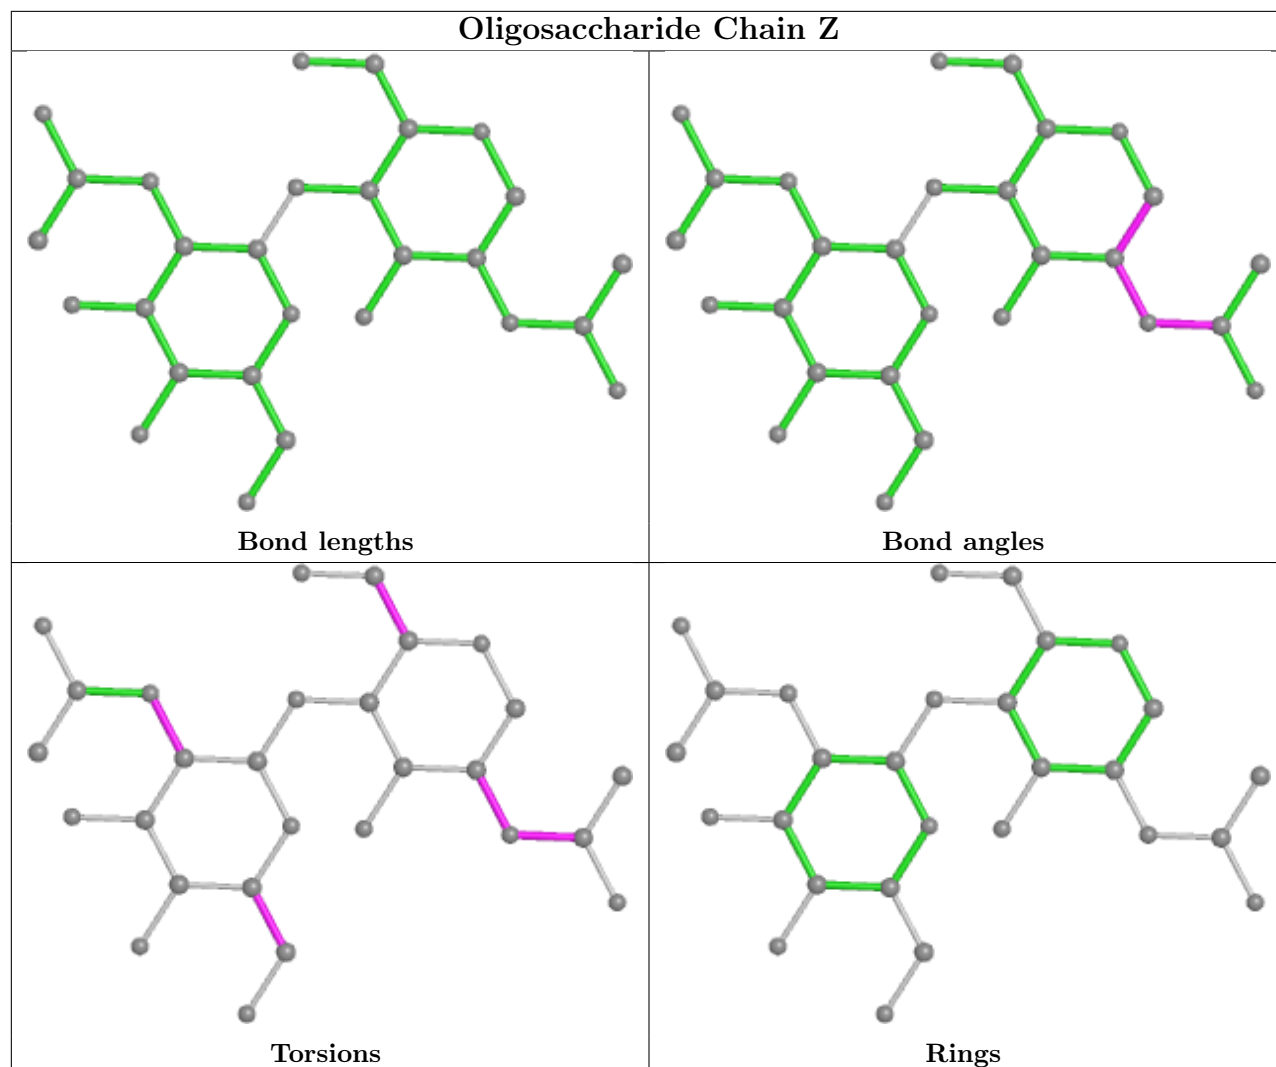 Oligosaccharide Chain Z
Bond lengths
Bond angles
Torsions
Rings